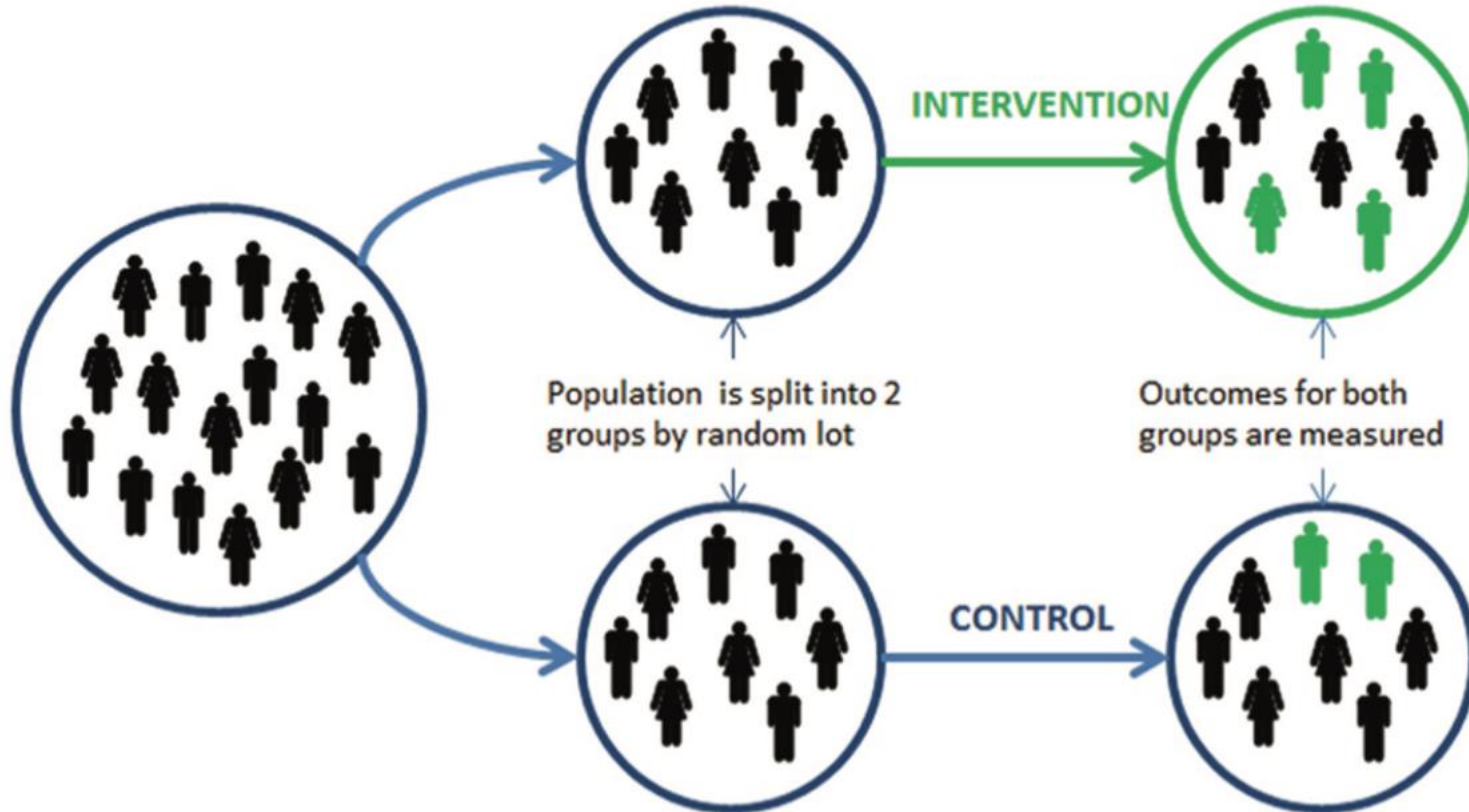 INTERVENTION
Population is split into 2
groups by random lot
Outcomes for both
groups are measured
CONTROL